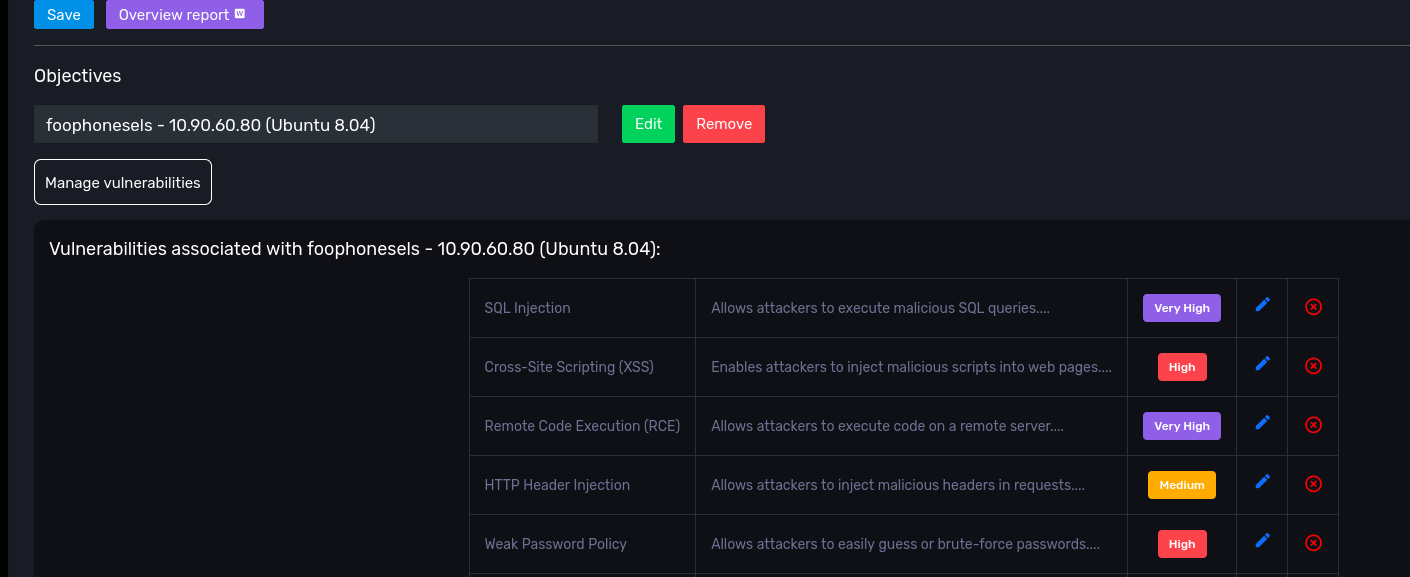 Save Overview report
Objectives
foophonesels - 10.90.60.80 (Ubuntu 8.04) Edit Remove
Manage vulnerabilities
Vulnerabilities associated with foophonesels - 10.90.60.80 (Ubuntu 8.04):
SQL Injection Allows attackers to execute malicious SQL queries.... Very High
Cross-Site Scripting (XSS) Enables attackers to inject malicious scripts into web pages.... High
Remote Code Execution (RCE) Allows attackers to execute code on a remote server.... Very High
HTTP Header Injection Allows attackers to inject malicious headers in requests.... Medium
Weak Password Policy Allows attackers to easily guess or brute-force passwords.... High